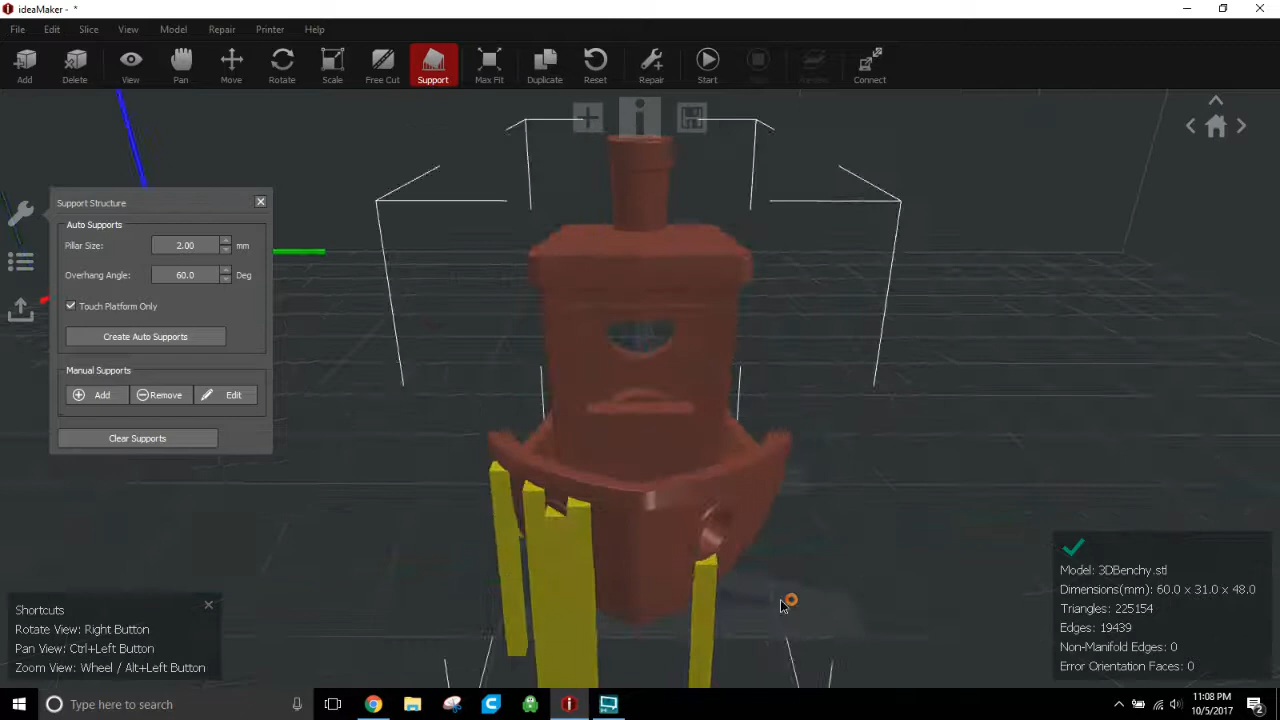 ideaMaker - *
File Edit Slice View Model Repair Printer Help
Add Delete View Pan Move Rotate Scale Free Cut Support Max Fit Duplicate Reset Repair Start Connect
Support Structure
Auto Supports
Pillar Size: 2.00 mm
Overhang Angle: 60.0 Deg
Touch Platform Only
Create Auto Supports
Manual Supports
Add Remove Edit
Clear Supports
Shortcuts
Rotate View: Right Button
Pan View: Ctrl+Left Button
Zoom View: Wheel / Alt+Left Button
Model: 3DBenchy.stl
Dimensions(mm): 60.0 x 31.0 x 48.0
Triangles: 225154
Edges: 19439
Non-Manifold Edges: 0
Error Orientation Faces: 0
Type here to search
11:08 PM
10/5/2017
2